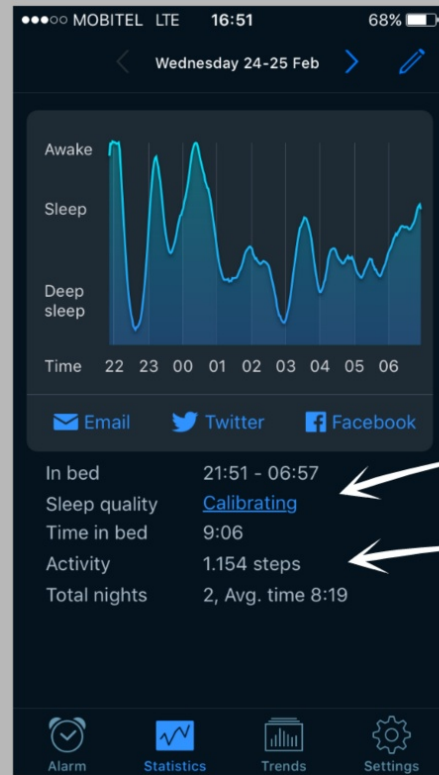 MOBITEL LTE 16:51 68%
Wednesday 24-25 Feb
Awake
Sleep
Deep
sleep
Time 22 23 00 01 02 03 04 05 06
Email Twitter Facebook
In bed 21:51 - 06:57
Sleep quality Calibrating
Time in bed 9:06
Activity 1.154 steps
Total nights 2, Avg. time 8:19
Alarm Statistics Trends Settings